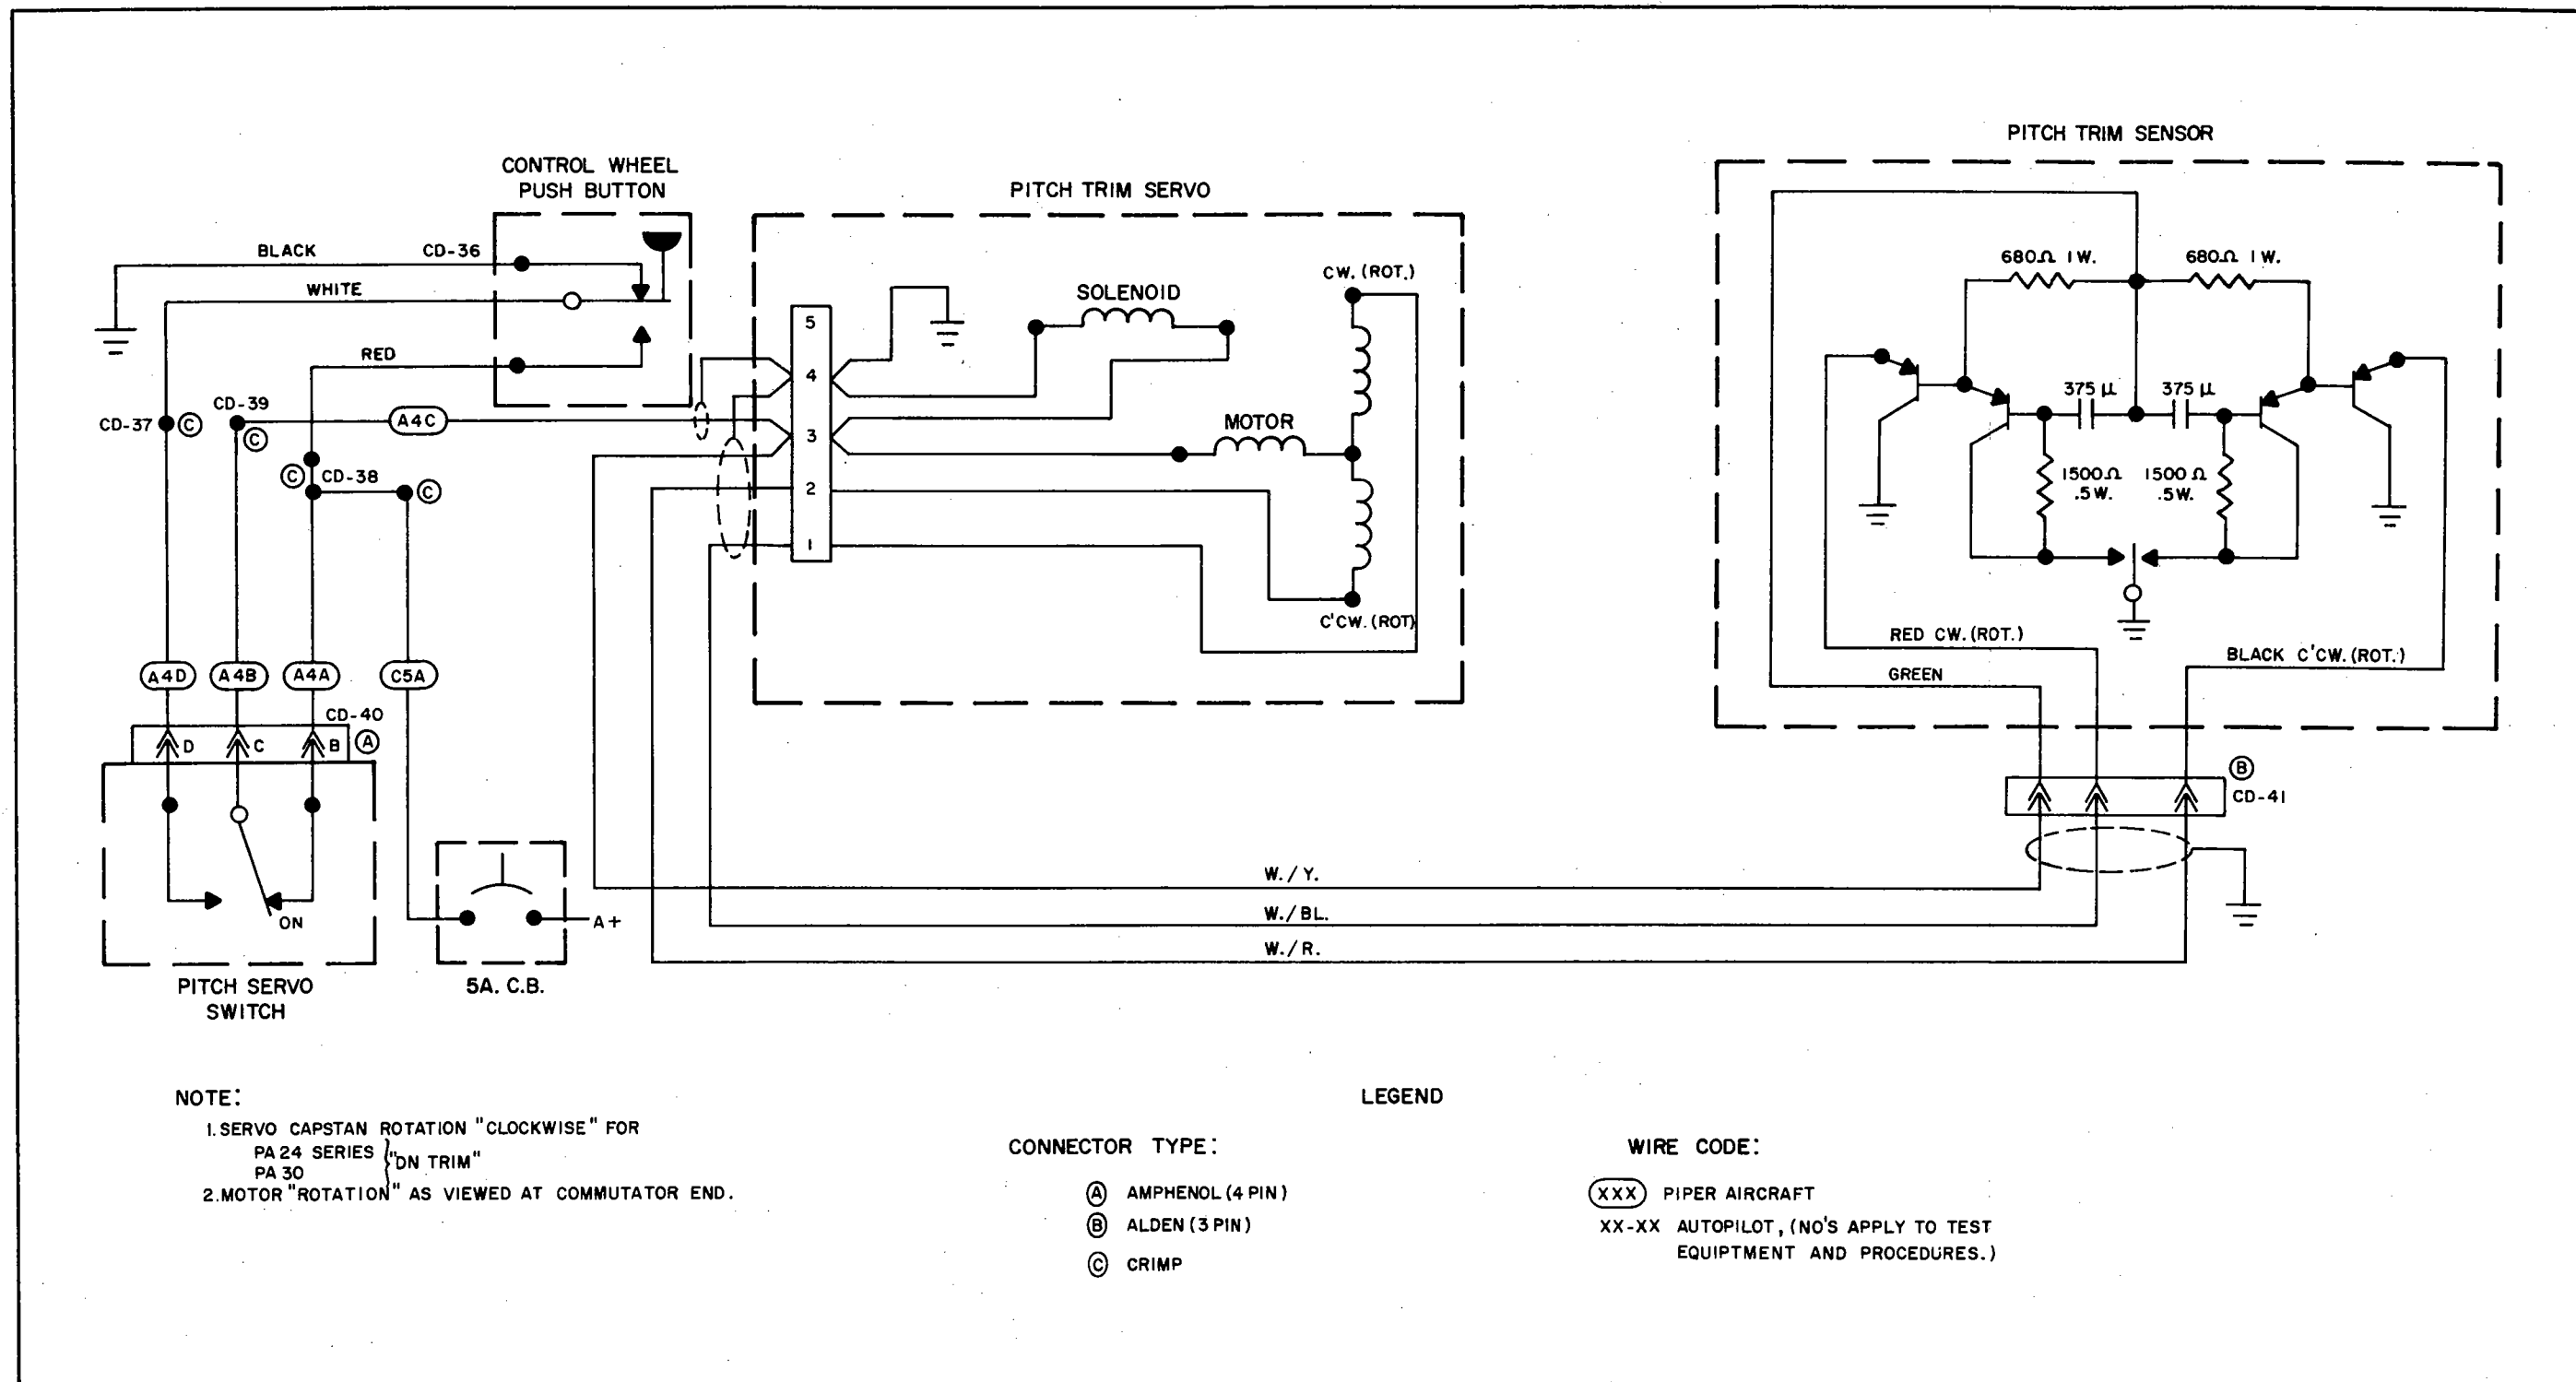 PITCH TRIM SENSOR
CONTROL WHEEL
PUSH BUTTON
PITCH TRIM SERVO
BLACK
CD-36
WHITE
RED
CD-37
C
CD-39
C
A4C
C
CD-38
C
A4D
A4B
A4A
C5A
CD-40
A
D
C
B
ON
PITCH SERVO
SWITCH
5A. C.B.
A+
5
4
3
2
1
SOLENOID
MOTOR
CW. (ROT.)
C'CW. (ROT)
680Ω 1W.
680Ω 1W.
375 μ
375 μ
1500Ω
.5W.
1500Ω
.5W.
RED CW. (ROT.)
GREEN
BLACK C'CW. (ROT.)
B
CD-41
W./Y.
W./BL.
W./R.
NOTE:
1. SERVO CAPSTAN ROTATION "CLOCKWISE" FOR
PA 24 SERIES
PA 30
"DN TRIM"
2. MOTOR "ROTATION" AS VIEWED AT COMMUTATOR END.
LEGEND
CONNECTOR TYPE:
A AMPHENOL (4 PIN)
B ALDEN (3 PIN)
C CRIMP
WIRE CODE:
XXX PIPER AIRCRAFT
XX-XX AUTOPILOT, (NO'S APPLY TO TEST
EQUIPTMENT AND PROCEDURES.)